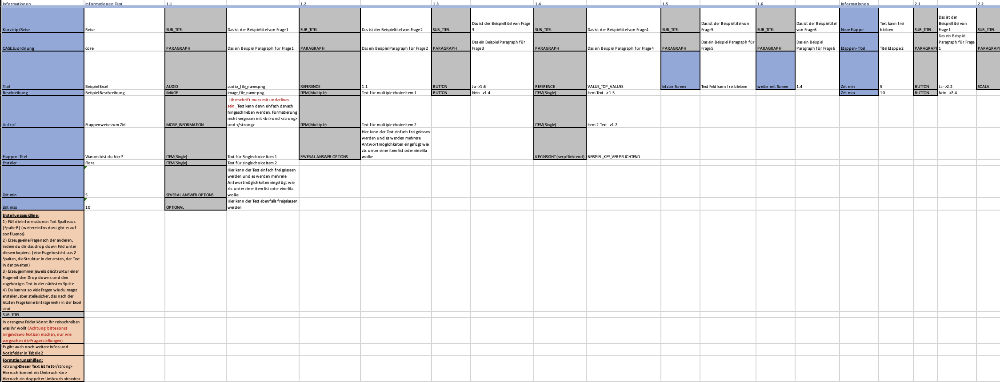 Informationen Informationen Text 1.1 1.2 1.3 1.4 1.5 1.6 Informationen 2.1 2.2
Kurztrip/Reise
Reise
SUB_TITEL
Das ist der Beispieltitel von Frage 1
SUB_TITEL
Das ist der Beispieltitel von Frage 2
SUB_TITEL
Das ist der Beispieltitel von Frage
3
SUB_TITEL
Das ist der Beispieltitel von Frage 4
SUB_TITEL
Das ist der Beispieltitel von
Frage 5
SUB_TITEL
Das ist der Beispieltitel
von Frage 6
Neue Etappe
Text kann frei
bleiben
SUB_TITEL
Das ist der
Beispieltitel von
Frage 1
SUB_TITEL
OASE Zuordnung
core
PARAGRAPH
Das ein Beispiel Paragraph für Frage 1
PARAGRAPH
Das ein Beispiel Paragraph für Frage 2
PARAGRAPH
Das ein Beispiel Paragraph für
Frage 3
PARAGRAPH
Das ein Beispiel Paragraph für Frage 4
PARAGRAPH
Das ein Beispiel Paragraph für
Frage 5
PARAGRAPH
Das ein Beispiel
Paragraph für Frage 6
Etappen-Titel
Titel Etappe 2
PARAGRAPH
Das ein Beispiel
Paragraph für Frage
1
PARAGRAPH
Titel
Beispiel Excel
AUDIO
audio_file_name.png
REFERENCE
1.1
BUTTON
Ja ->1.6
REFERENCE
VALUE_TOP_VALUES
letzter Screen
Text Feld kann frei bleiben
weiter mit Screen
1.4
Zeit min
5
BUTTON
Ja ->2.2
SCALA
Beschreibung
Beispiel Beschreibung
IMAGE
image_file_name.png
ITEM(Multiple)
Text für multiple choice Item 1
BUTTON
Nein ->1.4
ITEM(Single)
Item Text ->1.5
Zeit max
10
BUTTON
Nein ->2.4
Aufruf
Etappenweise zum Ziel
MORE_INFORMATION
_Überschrift muss mit underlines
sein_ Text kann dann einfach danach
hingeschrieben werden. Formatierung
nicht vergessen mit <br> und <strong>
und </strong>
ITEM(Multiple)
Text für multiple choice Item 2
ITEM(Single)
Item 2 Text ->1.2
Etappen-Titel
Warum bist du hier?
ITEM(Single)
Text für Single choice Item 1
SEVERAL ANSWER OPTIONS
Hier kann der Text einfach frei gelassen
werden und es werden mehrere
Antwortmöglichkeiten eingefügt wie
zb. unter einer item list oder eine lila
wolke
KEY INSIGHT (verpflichtend)
BEISPIEL_KEY_VERPFLICHTEND
Ersteller
Flora
ITEM(Single)
Text für single choice Item 2
Zeit min
5
SEVERAL ANSWER OPTIONS
Hier kann der Text einfach frei gelassen
werden und es werden mehrere
Antwortmöglichkeiten eingefügt wie
zb. unter einer item list oder eine lila
wolke
Zeit max
10
OPTIONAL
Hier kann der Text ebenfalls freigelassen
werden
Erstellungsguidline:
1) Füll die Informationen Text Spalte aus
(Spalte B) (weitere infos dazu gibt es auf
confluence)
2) Erzeuge eine Frage nach der anderen,
indem du dir das drop down Feld unter
diesem kopierst (eine Frage besteht aus 2
Spalten, die Struktur in der ersten, der Text
in der zweiten)
3) Erzeuge immer jeweils die Struktur einer
Frage mit den Drop downs und den
zugehörigen Text in der nächsten Spalte
4) Du kannst so viele Fragen wie du magst
erstellen, aber stelle sicher, das nach der
letzten Frage keine Einträge mehr in der Excel
sind
SUB_TITEL
in orangene Felder könnt ihr reinschreiben
was ihr wollt (Achtung: bitte sonst
nirgendswo Notizen machen, nur wie
vorgesehen die Frageerstellungen)
Es gibt auch noch weitere Infos und
Notizfelder in Tabelle 2
Formatierungshilfen:
<strong>Dieser Text ist fett</strong>
Hiernach kommt ein Umbruch <br>
Hiernach ein doppelter Umbruch <br><br>